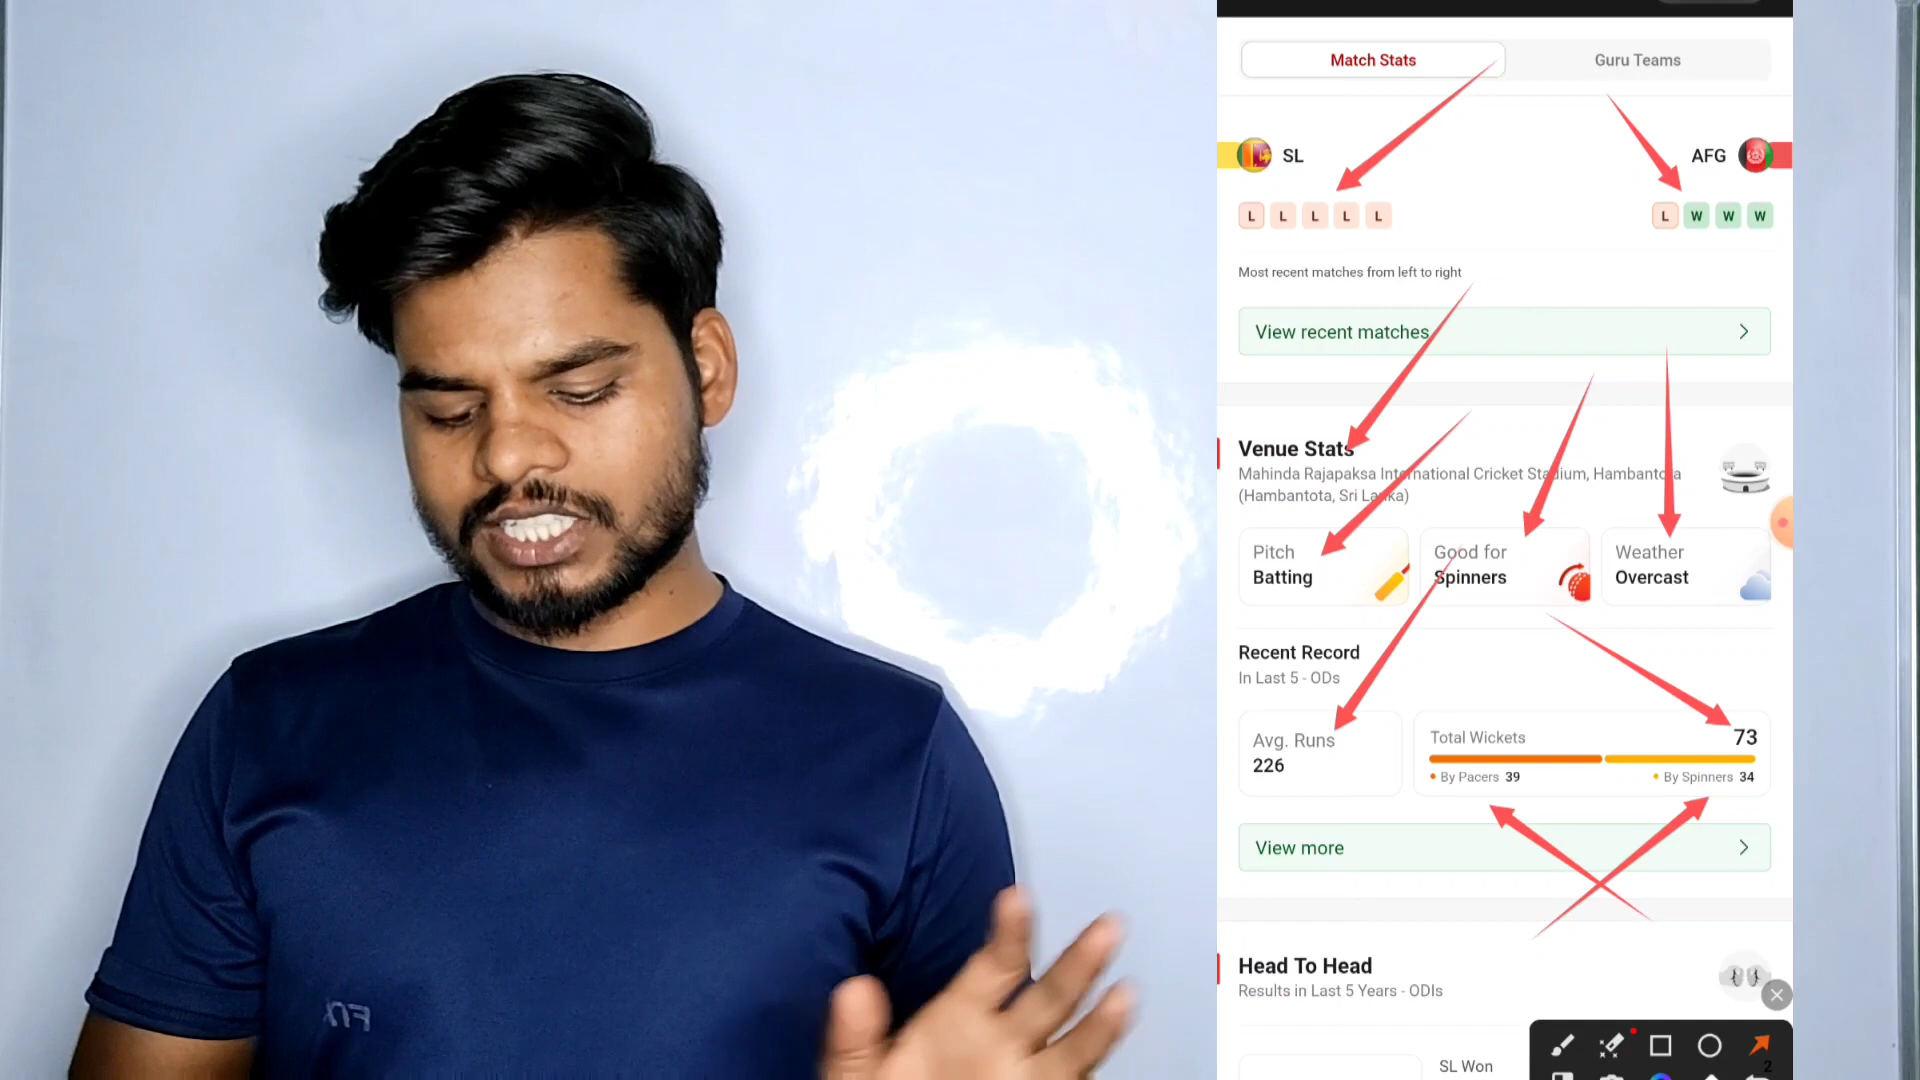 Match Stats
Guru Teams
SL
AFG
L L L L L
L W W W
Most recent matches from left to right
View recent matches
Venue Stats
Mahinda Rajapaksa International Cricket Stadium, Hambantota
(Hambantota, Sri Lanka)
Pitch
Batting
Good for
Spinners
Weather
Overcast
Recent Record
In Last 5 - ODs
Avg. Runs
226
Total Wickets
73
By Pacers 39
By Spinners 34
View more
Head To Head
Results in Last 5 Years - ODIs
SL Won
2